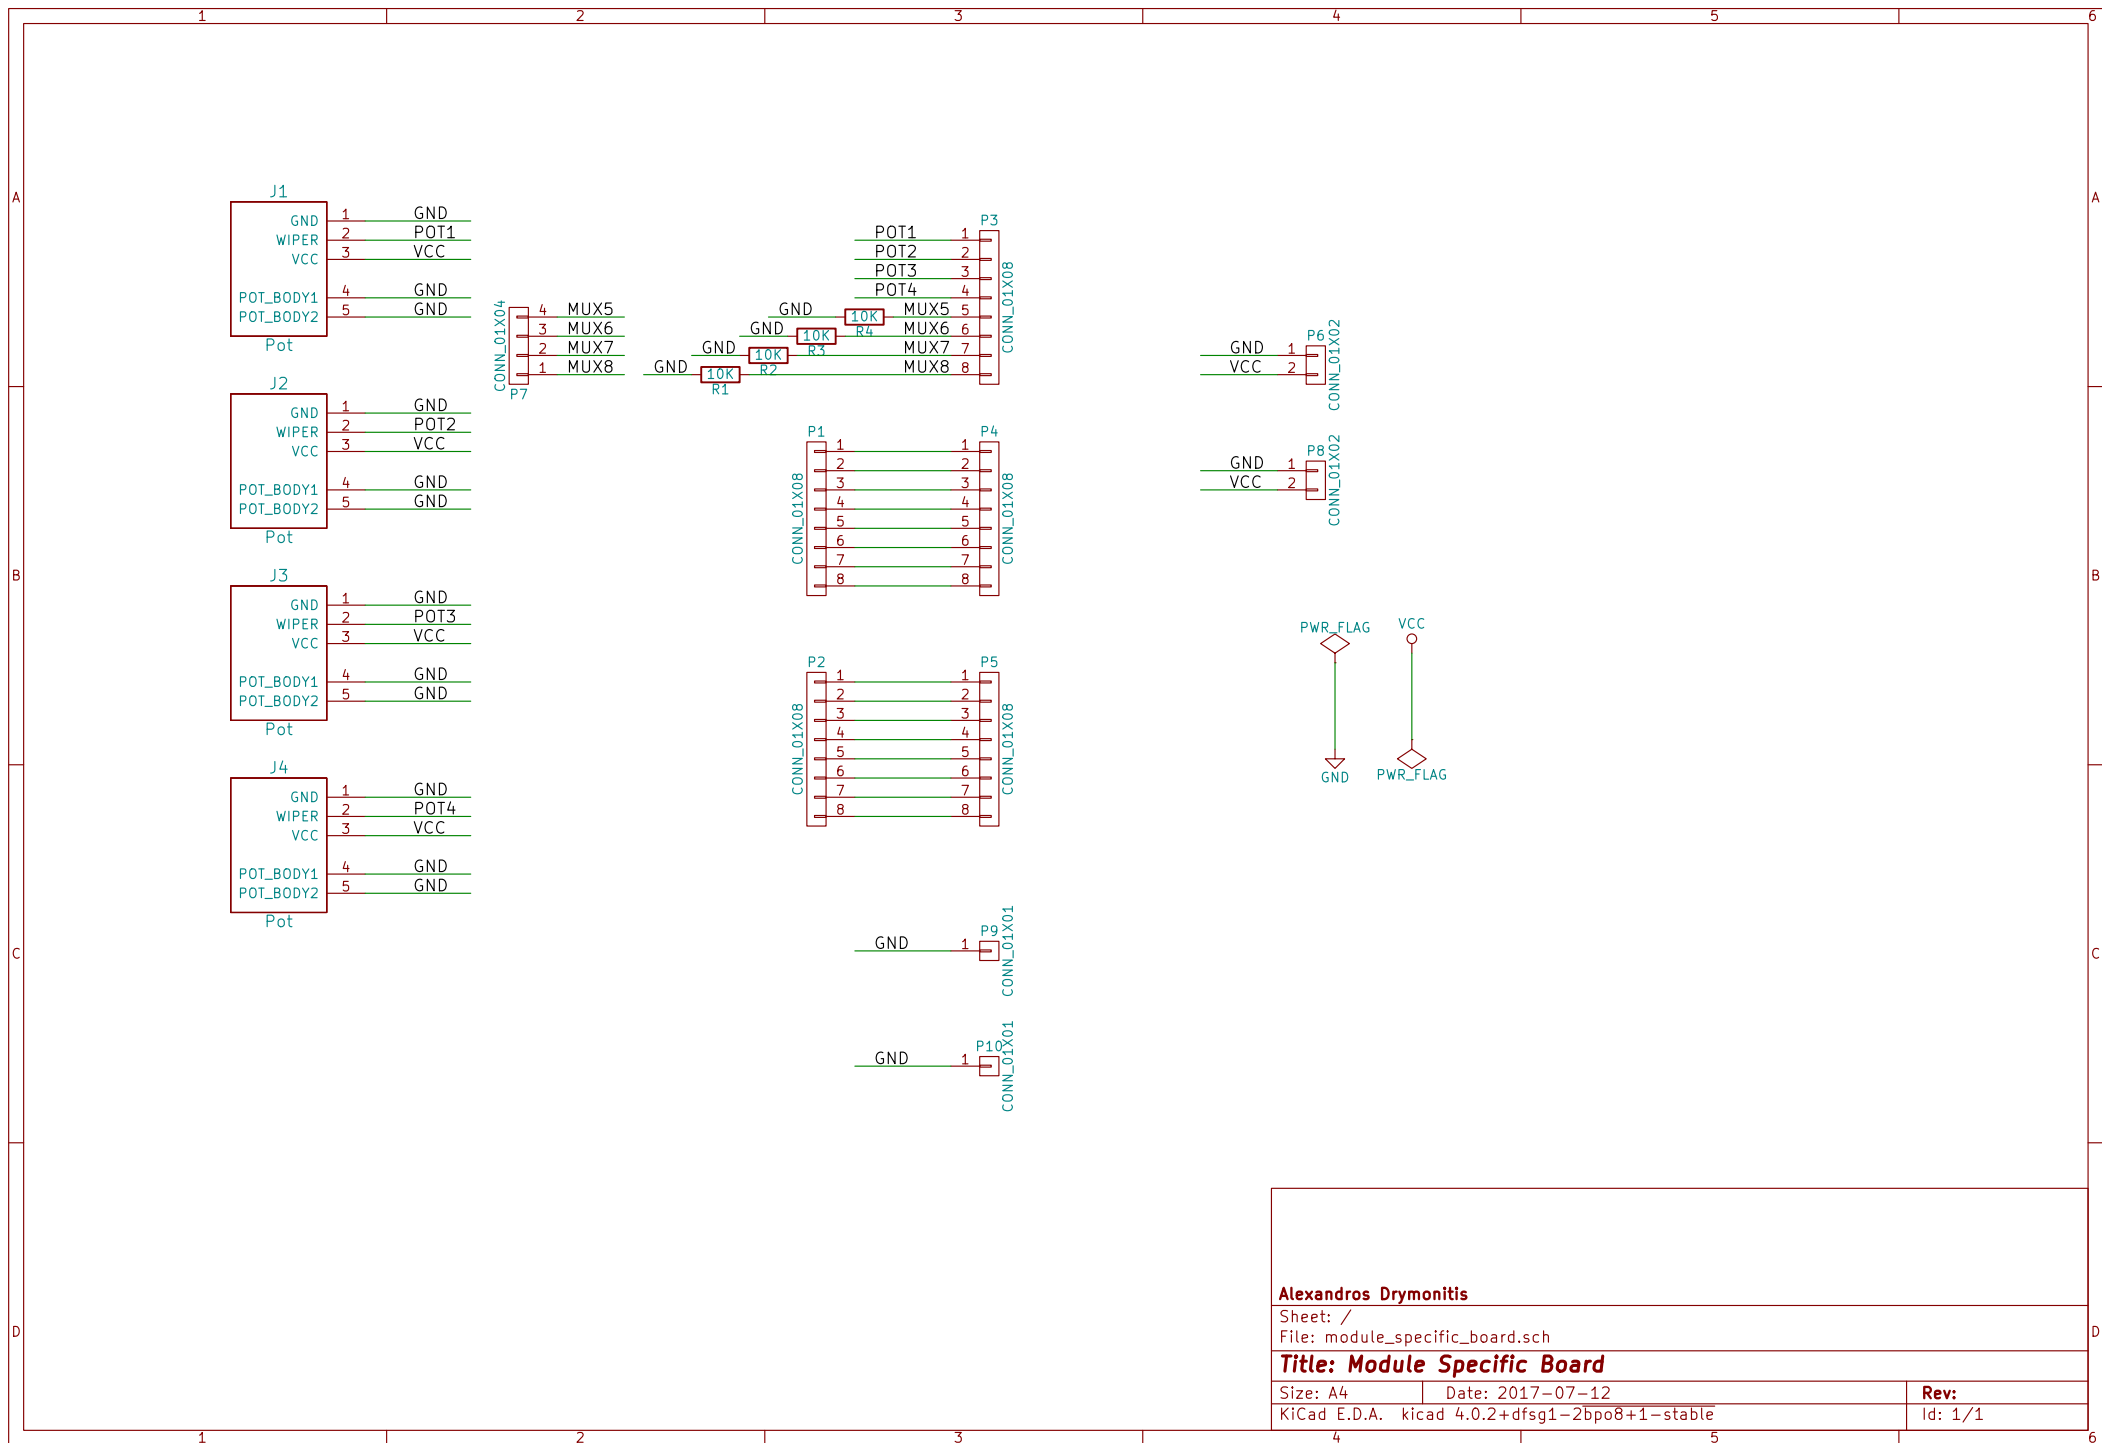 1 2 3 4 5 6
A A
B B
C C
D D
J1
GND 1 GND
WIPER 2 POT1
VCC 3 VCC
POT_BODY1 4 GND
POT_BODY2 5 GND
Pot
J2
GND 1 GND
WIPER 2 POT2
VCC 3 VCC
POT_BODY1 4 GND
POT_BODY2 5 GND
Pot
J3
GND 1 GND
WIPER 2 POT3
VCC 3 VCC
POT_BODY1 4 GND
POT_BODY2 5 GND
Pot
J4
GND 1 GND
WIPER 2 POT4
VCC 3 VCC
POT_BODY1 4 GND
POT_BODY2 5 GND
Pot
CONN_01X04
4 MUX5
3 MUX6
2 MUX7
1 MUX8
P7
P3
POT1 1
POT2 2
POT3 3
POT4 4
GND 10K MUX5 5
R4
GND 10K MUX6 6
R3
GND 10K MUX7 7
R2
GND 10K MUX8 8
R1
CONN_01X08
P1 P4
CONN_01X08
1 1
2 2
3 3
4 4
5 5
6 6
7 7
8 8
CONN_01X08
P2 P5
CONN_01X08
1 1
2 2
3 3
4 4
5 5
6 6
7 7
8 8
CONN_01X08
P9
GND 1
CONN_01X01
P10
GND 1
CONN_01X01
P6
GND 1
VCC 2
CONN_01X02
P8
GND 1
VCC 2
CONN_01X02
PWR_FLAG VCC
GND PWR_FLAG
Alexandros Drymonitis
Sheet: /
File: module_specific_board.sch
Title: Module Specific Board
Size: A4 Date: 2017-07-12 Rev:
KiCad E.D.A. kicad 4.0.2+dfsg1-2bpo8+1-stable Id: 1/1
1 2 3 4 5 6